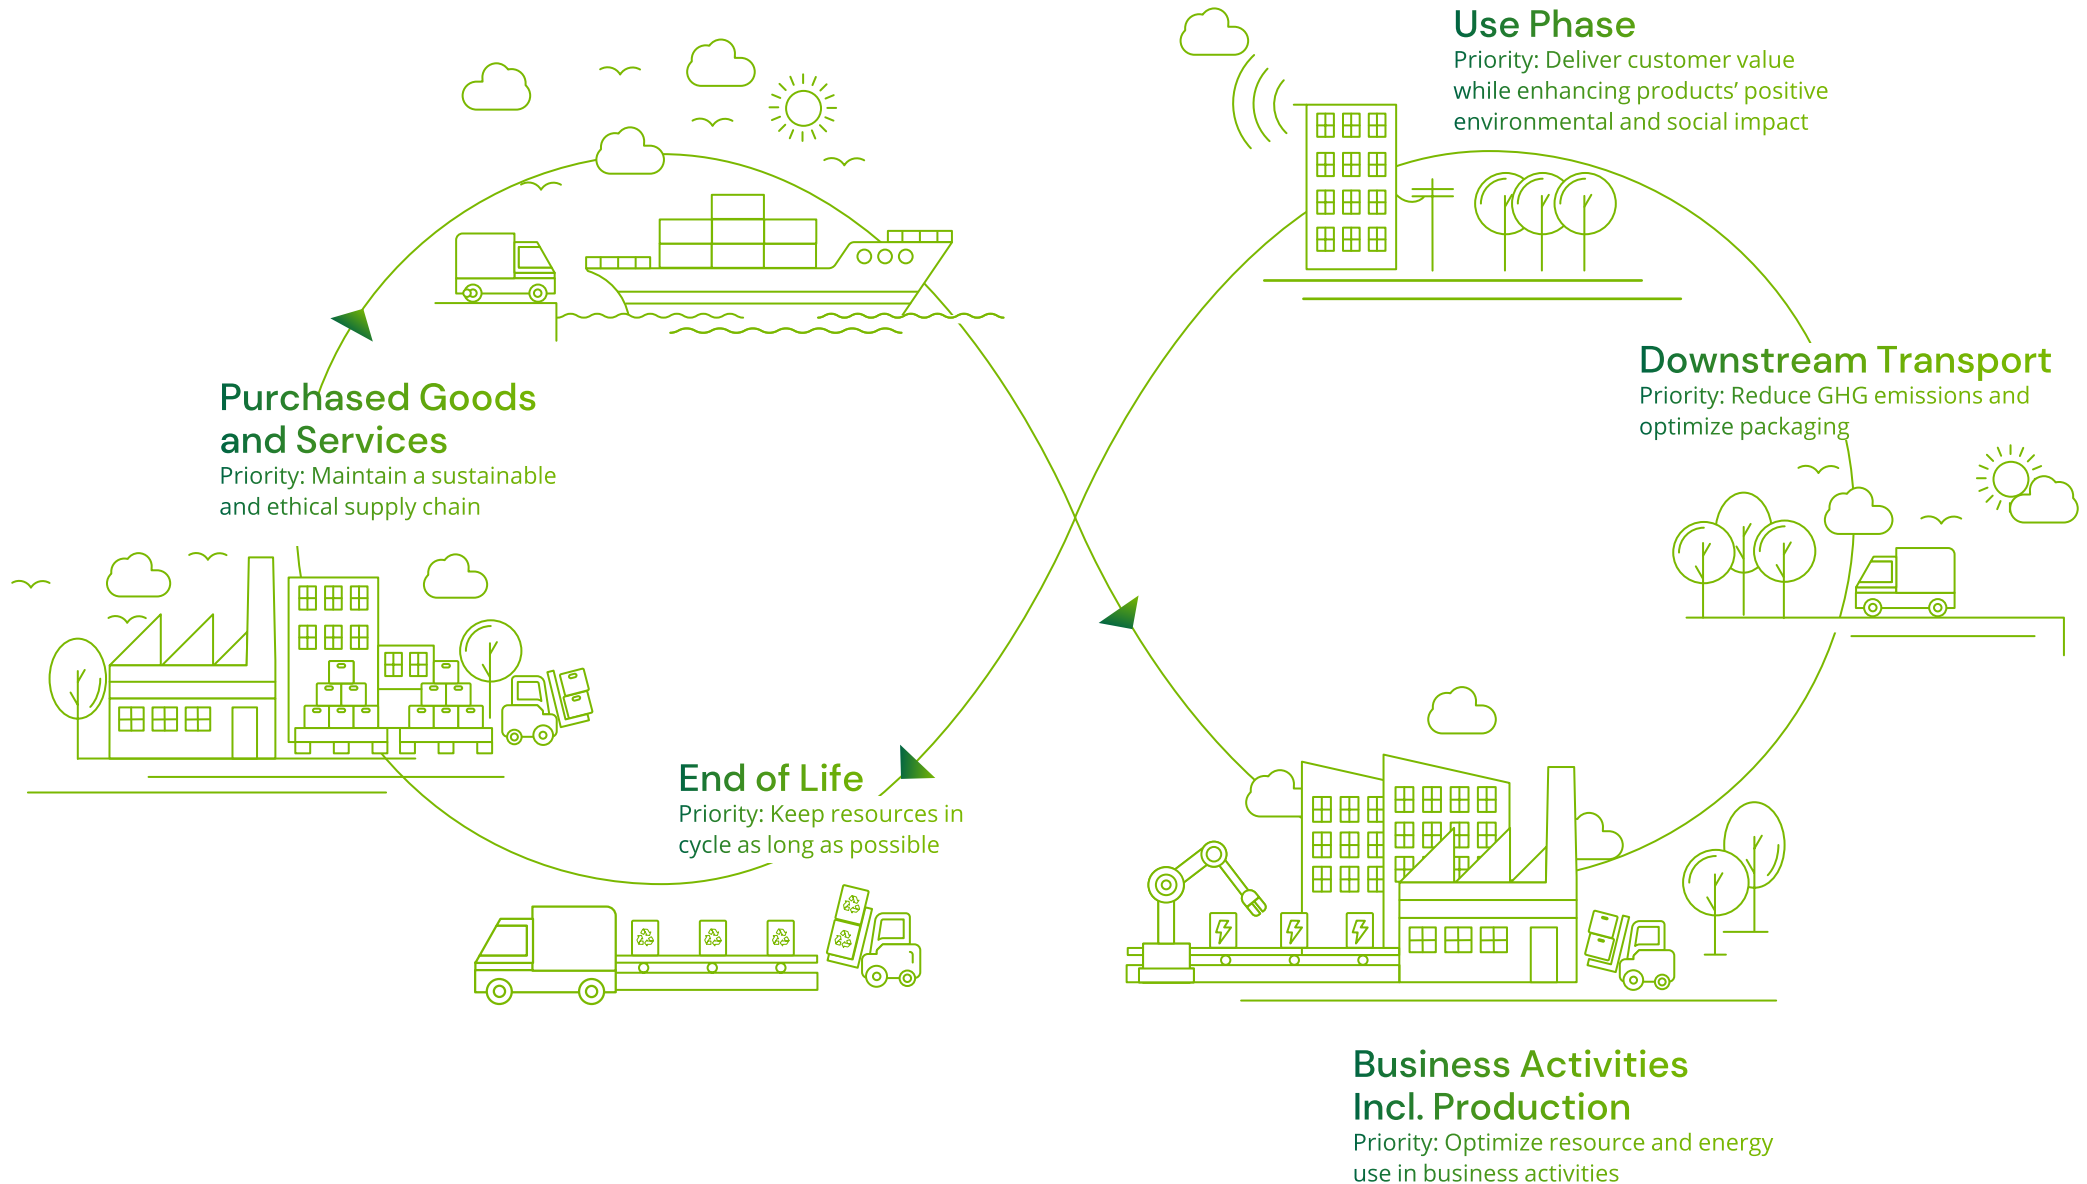 Use Phase
Priority: Deliver customer value
while enhancing products’ positive
environmental and social impact
Downstream Transport
Priority: Reduce GHG emissions and
optimize packaging
Purchased Goods
and Services
Priority: Maintain a sustainable
and ethical supply chain
End of Life
Priority: Keep resources in
cycle as long as possible
Business Activities
Incl. Production
Priority: Optimize resource and energy
use in business activities